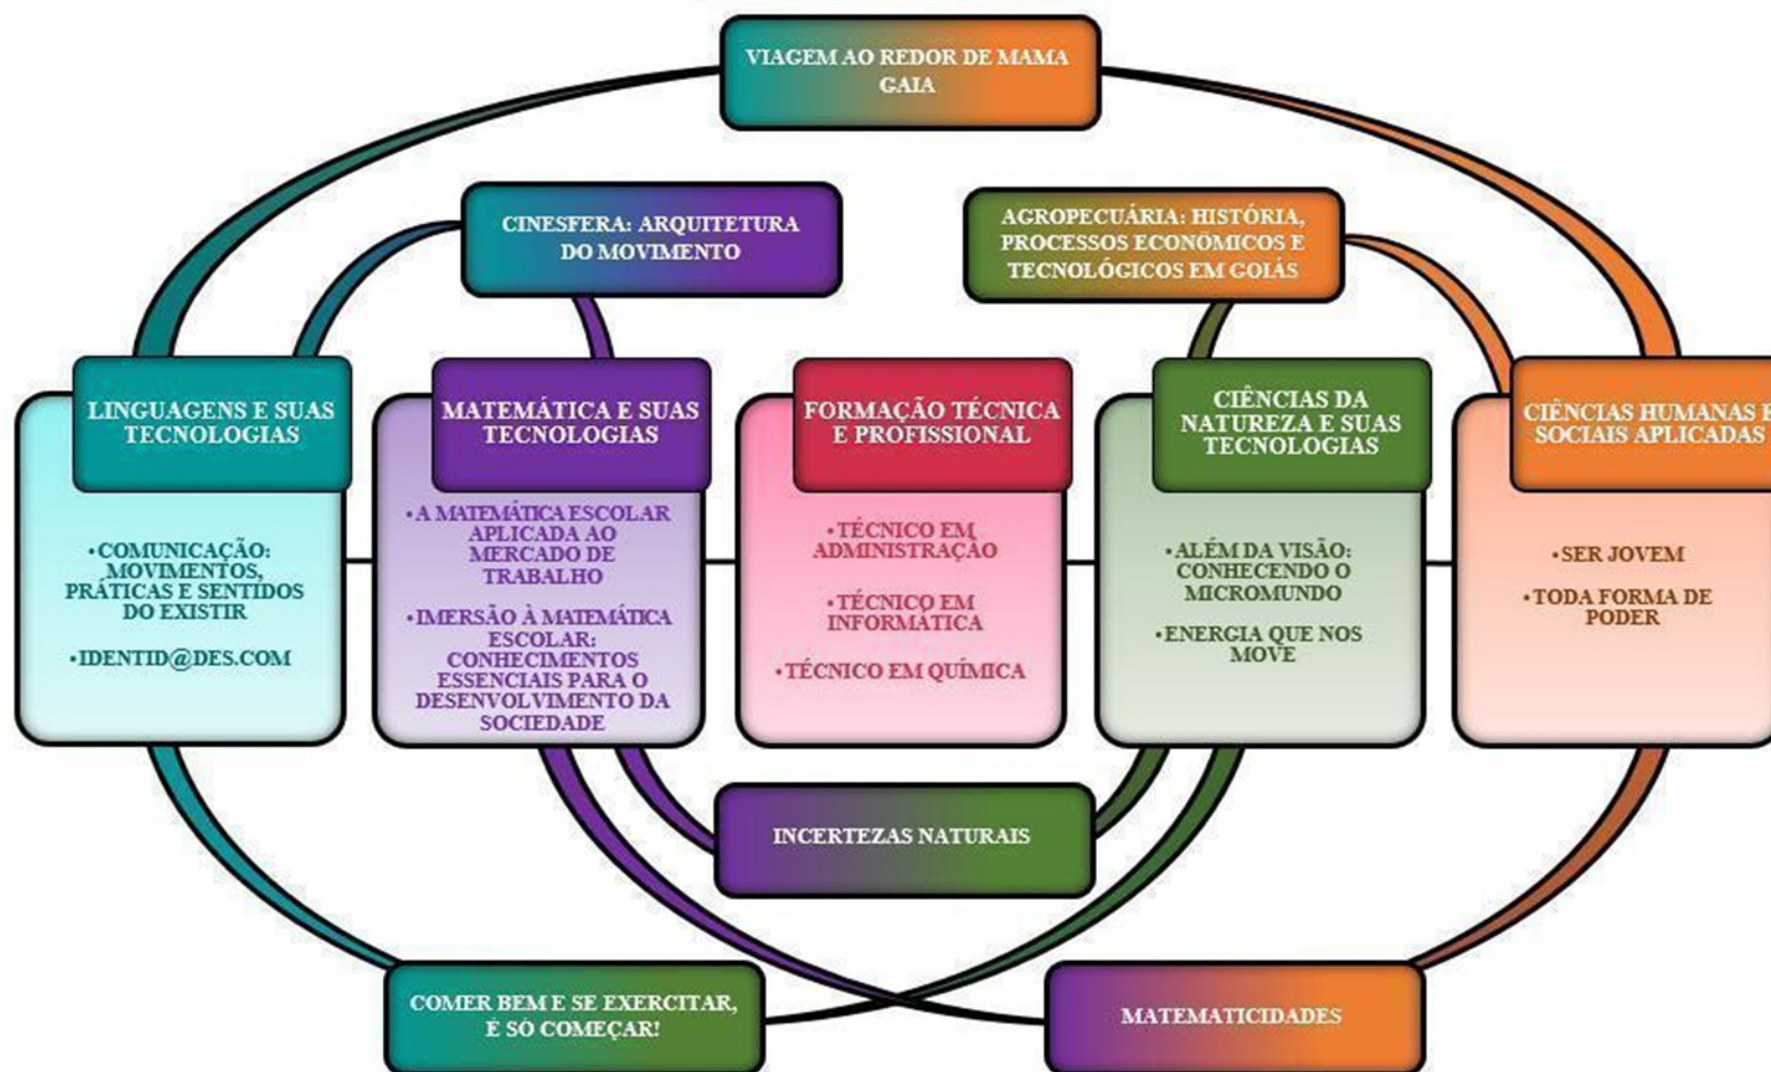 VIAGEM AO REDOR DE MAMA
GAIA
CINESFERA: ARQUITETURA
DO MOVIMENTO
AGROPECUÁRIA: HISTÓRIA,
PROCESSOS ECONÔMICOS E
TECNOLÓGICOS EM GOIÁS
LINGUAGENS E SUAS
TECNOLOGIAS
•COMUNICAÇÃO:
MOVIMENTOS,
PRÁTICAS E SENTIDOS
DO EXISTIR
•IDENTID@DES.COM
MATEMÁTICA E SUAS
TECNOLOGIAS
•A MATEMÁTICA ESCOLAR
APLICADA AO
MERCADO DE
TRABALHO
•IMERSÃO À MATEMÁTICA
ESCOLAR:
CONHECIMENTOS
ESSENCIAIS PARA O
DESENVOLVIMENTO DA
SOCIEDADE
FORMAÇÃO TÉCNICA
E PROFISSIONAL
•TÉCNICO EM
ADMINISTRAÇÃO
•TÉCNICO EM
INFORMÁTICA
•TÉCNICO EM QUÍMICA
CIÊNCIAS DA
NATUREZA E SUAS
TECNOLOGIAS
•ALÉM DA VISÃO:
CONHECENDO O
MICROMUNDO
•ENERGIA QUE NOS
MOVE
CIÊNCIAS HUMANAS E
SOCIAIS APLICADAS
•SER JOVEM
•TODA FORMA DE
PODER
INCERTEZAS NATURAIS
COMER BEM E SE EXERCITAR,
É SÓ COMEÇAR!
MATEMATICIDADES